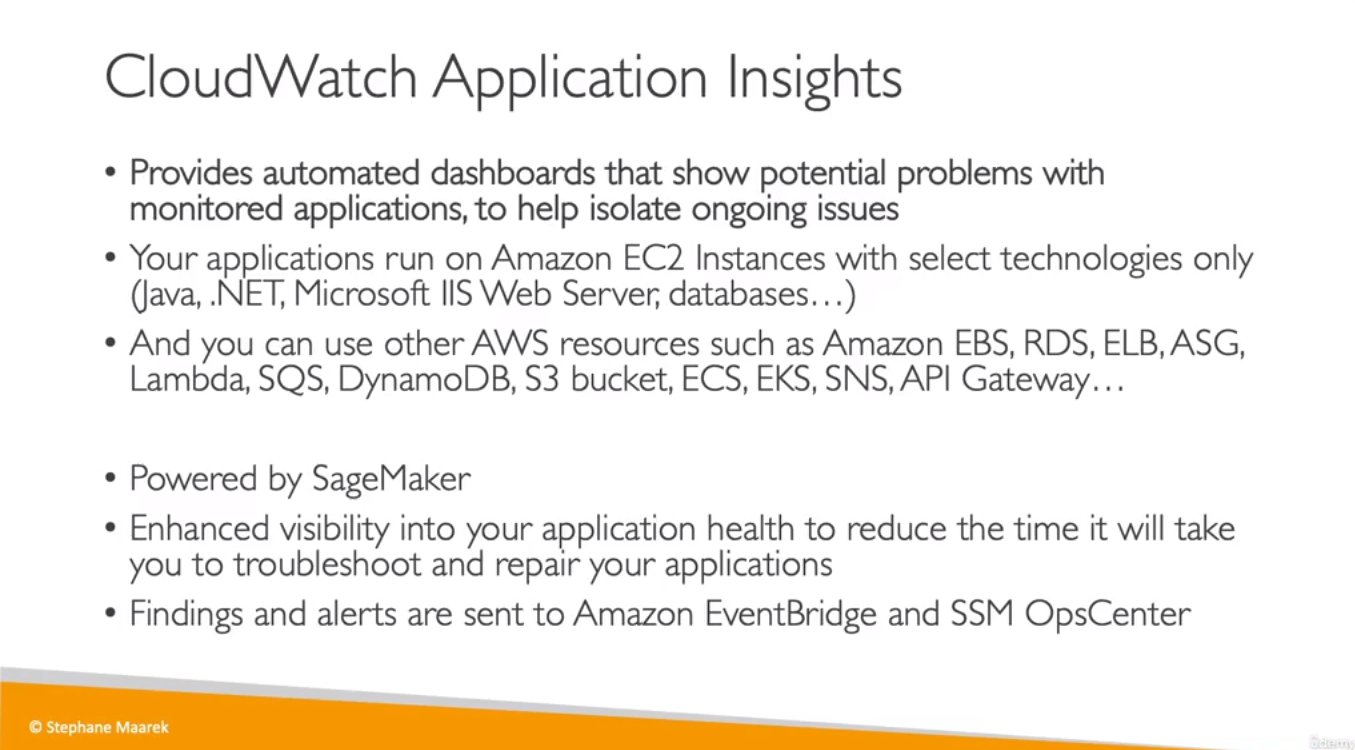 CloudWatch Application Insights
• Provides automated dashboards that show potential problems with
monitored applications, to help isolate ongoing issues
• Your applications run on Amazon EC2 Instances with select technologies only
(Java, .NET, Microsoft IIS Web Server, databases…)
• And you can use other AWS resources such as Amazon EBS, RDS, ELB, ASG,
Lambda, SQS, DynamoDB, S3 bucket, ECS, EKS, SNS, API Gateway…
• Powered by SageMaker
• Enhanced visibility into your application health to reduce the time it will take
you to troubleshoot and repair your applications
• Findings and alerts are sent to Amazon EventBridge and SSM OpsCenter
© Stephane Maarek
Udemy